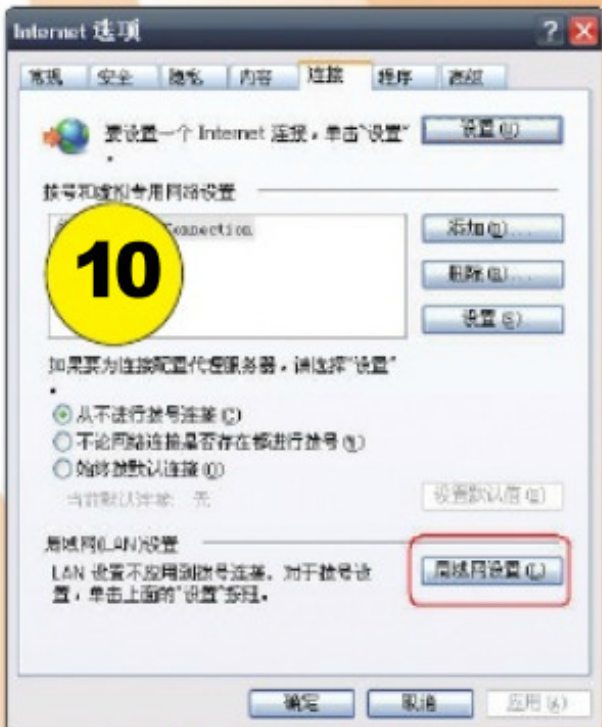 Internet 选项
常规 安全 隐私 内容 连接 程序 高级
要设置一个 Internet 连接，单击“设置” 设置(U)
。
拨号和虚拟专用网络设置
Connection
添加(D)...
10
删除(R)...
设置(S)
如果要为连接配置代理服务器，请选择“设置”
。
从不进行拨号连接(C)
不论网络连接是否存在都进行拨号(W)
始终拨默认连接(O)
当前默认连接: 无 设置默认值(E)
局域网(LAN)设置
LAN 设置不应用到拨号连接。对于拨号设 局域网设置(L)
置，单击上面的“设置”按钮。
确定 取消 应用(A)